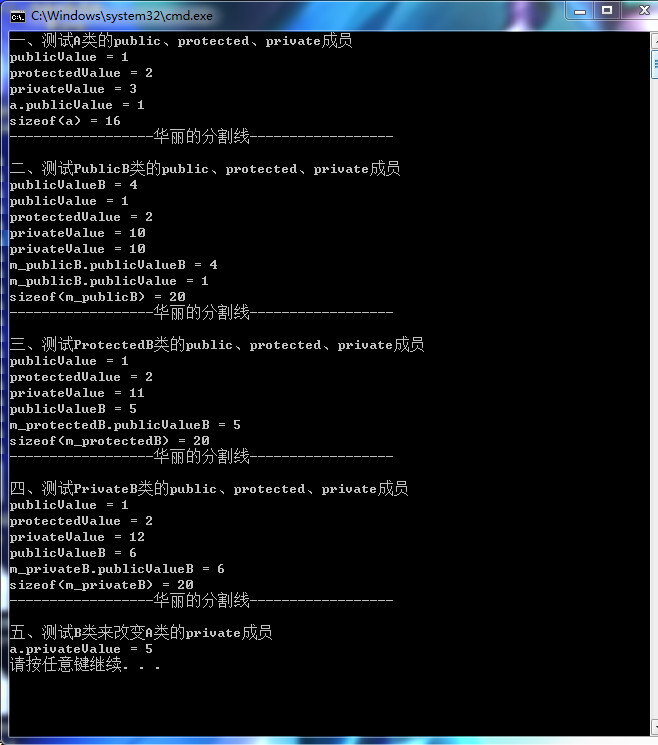 C:\Windows\system32\cmd.exe
一、测试A类的public、protected、private成员
publicValue = 1
protectedValue = 2
privateValue = 3
a.publicValue = 1
sizeof(a) = 16
------------------华丽的分割线------------------
二、测试PublicB类的public、protected、private成员
publicValueB = 4
publicValue = 1
protectedValue = 2
privateValue = 10
privateValue = 10
m_publicB.publicValueB = 4
m_publicB.publicValue = 1
sizeof(m_publicB) = 20
------------------华丽的分割线------------------
三、测试ProtectedB类的public、protected、private成员
publicValue = 1
protectedValue = 2
privateValue = 11
publicValueB = 5
m_protectedB.publicValueB = 5
sizeof(m_protectedB) = 20
------------------华丽的分割线------------------
四、测试PrivateB类的public、protected、private成员
publicValue = 1
protectedValue = 2
privateValue = 12
publicValueB = 6
m_privateB.publicValueB = 6
sizeof(m_privateB) = 20
------------------华丽的分割线------------------
五、测试B类来改变A类的private成员
a.privateValue = 5
请按任意键继续. . .